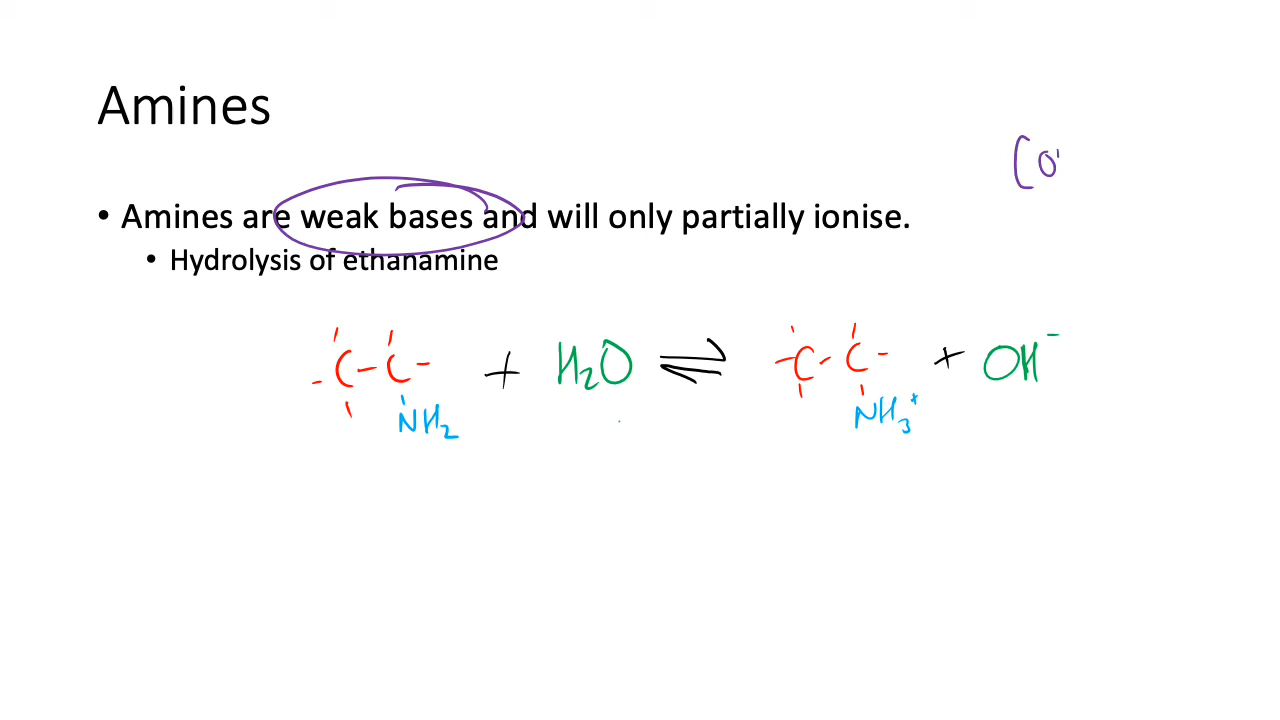 Amines
[O
• Amines are weak bases and will only partially ionise.
• Hydrolysis of ethanamine
C-C- + H₂O ⇌ -C-C- + OH⁻
NH₂ NH₃⁺